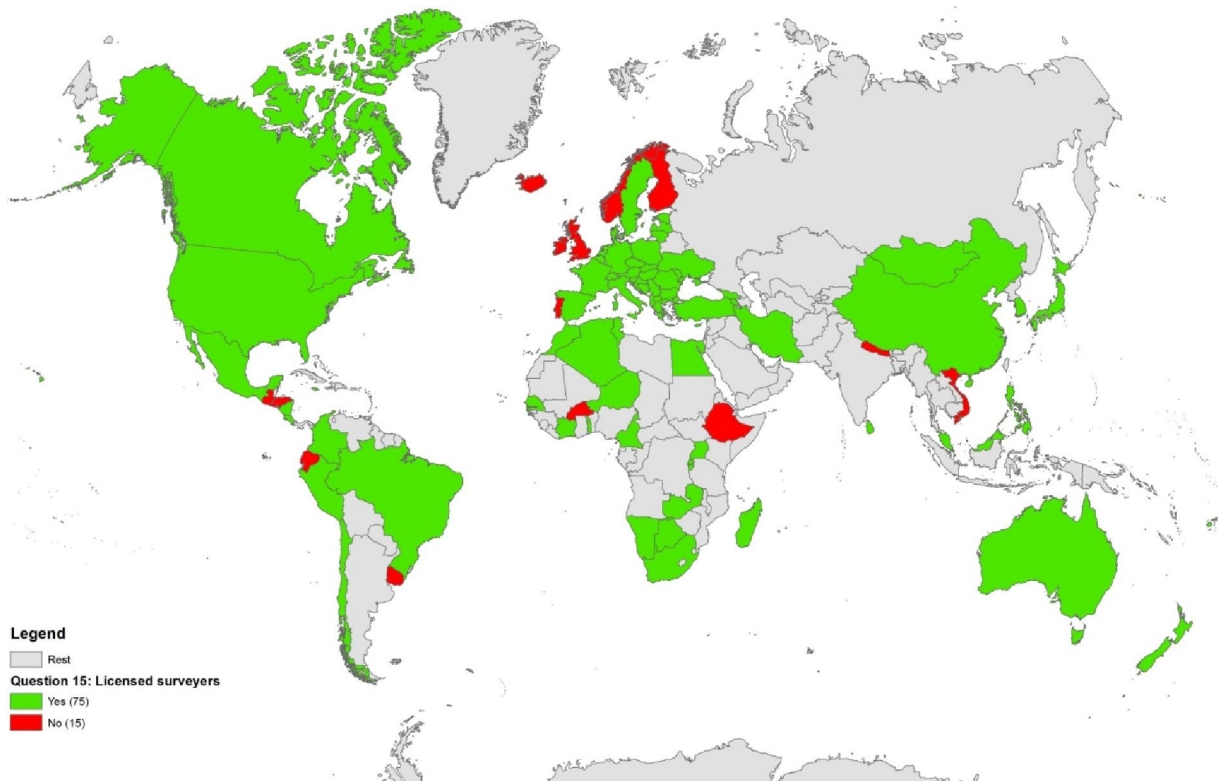 Legend
Rest
Question 15: Licensed surveyers
Yes (75)
No (15)